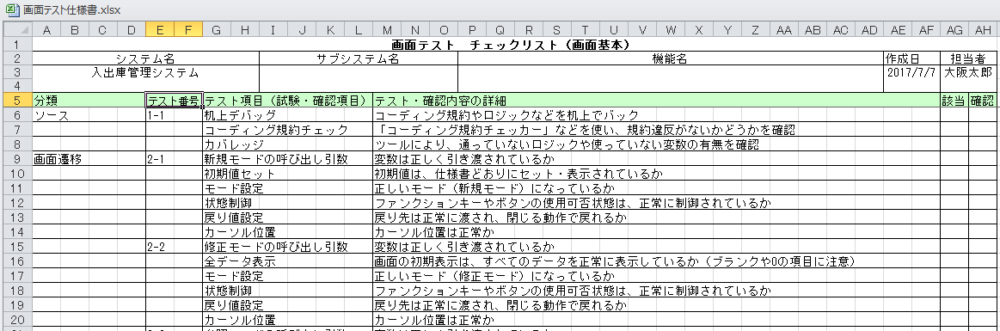 画面テスト仕様書.xlsx
A B C D E F G H I J K L M N O P Q R S T U V W X Y Z AA AB AC AD AE AF AG AH
1 画面テスト チェックリスト（画面基本）
2 システム名 サブシステム名 機能名 作成日 担当者
3 入出庫管理システム 2017/7/7 大阪太郎
4
5 分類 テスト番号 テスト項目（試験・確認項目） テスト・確認内容の詳細 該当 確認
6 ソース 1-1 机上デバッグ コーディング規約やロジックなどを机上でバック
7 コーディング規約チェック 「コーディング規約チェッカー」などを使い、規約違反がないかどうかを確認
8 カバレッジ ツールにより、通っていないロジックや使っていない変数の有無を確認
9 画面遷移 2-1 新規モードの呼び出し引数 変数は正しく引き渡されているか
10 初期値セット 初期値は、仕様書どおりにセット・表示されているか
11 モード設定 正しいモード（新規モード）になっているか
12 状態制御 ファンクションキーやボタンの使用可否状態は、正常に制御されているか
13 戻り値設定 戻り先は正常に渡され、閉じる動作で戻れるか
14 カーソル位置 カーソル位置は正常か
15 2-2 修正モードの呼び出し引数 変数は正しく引き渡されているか
16 全データ表示 画面の初期表示は、すべてのデータを正常に表示しているか（ブランクや0の項目に注意）
17 モード設定 正しいモード（修正モード）になっているか
18 状態制御 ファンクションキーやボタンの使用可否状態は、正常に制御されているか
19 戻り値設定 戻り先は正常に渡され、閉じる動作で戻れるか
20 カーソル位置 カーソル位置は正常か